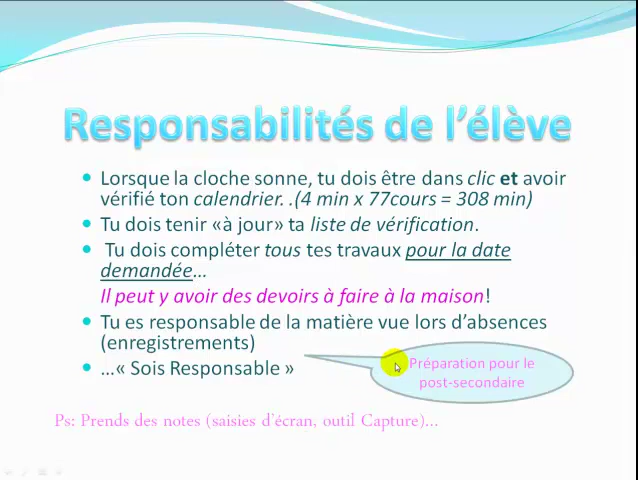 Responsabilités de l'élève
• Lorsque la cloche sonne, tu dois être dans clic et avoir
vérifié ton calendrier. .(4 min x 77cours = 308 min)
• Tu dois tenir «à jour» ta liste de vérification.
• Tu dois compléter tous tes travaux pour la date
demandée...
Il peut y avoir des devoirs à faire à la maison!
• Tu es responsable de la matière vue lors d'absences
(enregistrements)
• ...« Sois Responsable »
Préparation pour le
post-secondaire
Ps: Prends des notes (saisies d'écran, outil Capture)...